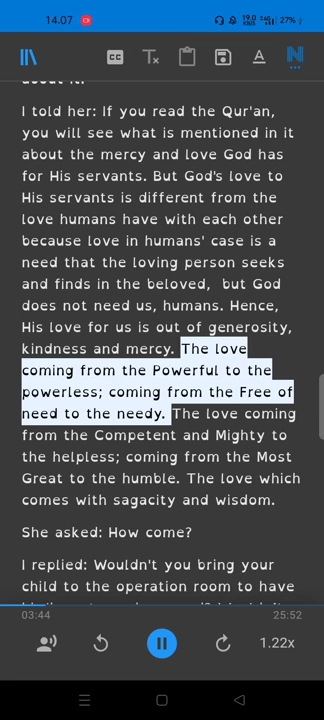 14.07
19.0 KB/S
27%
CC
A
I told her: If you read the Qur'an,
you will see what is mentioned in it
about the mercy and love God has
for His servants. But God's love to
His servants is different from the
love humans have with each other
because love in humans' case is a
need that the loving person seeks
and finds in the beloved, but God
does not need us, humans. Hence,
His love for us is out of generosity,
kindness and mercy. The love
coming from the Powerful to the
powerless; coming from the Free of
need to the needy. The love coming
from the Competent and Mighty to
the helpless; coming from the Most
Great to the humble. The love which
comes with sagacity and wisdom.
She asked: How come?
I replied: Wouldn't you bring your
child to the operation room to have
03:44
25:52
1.22x